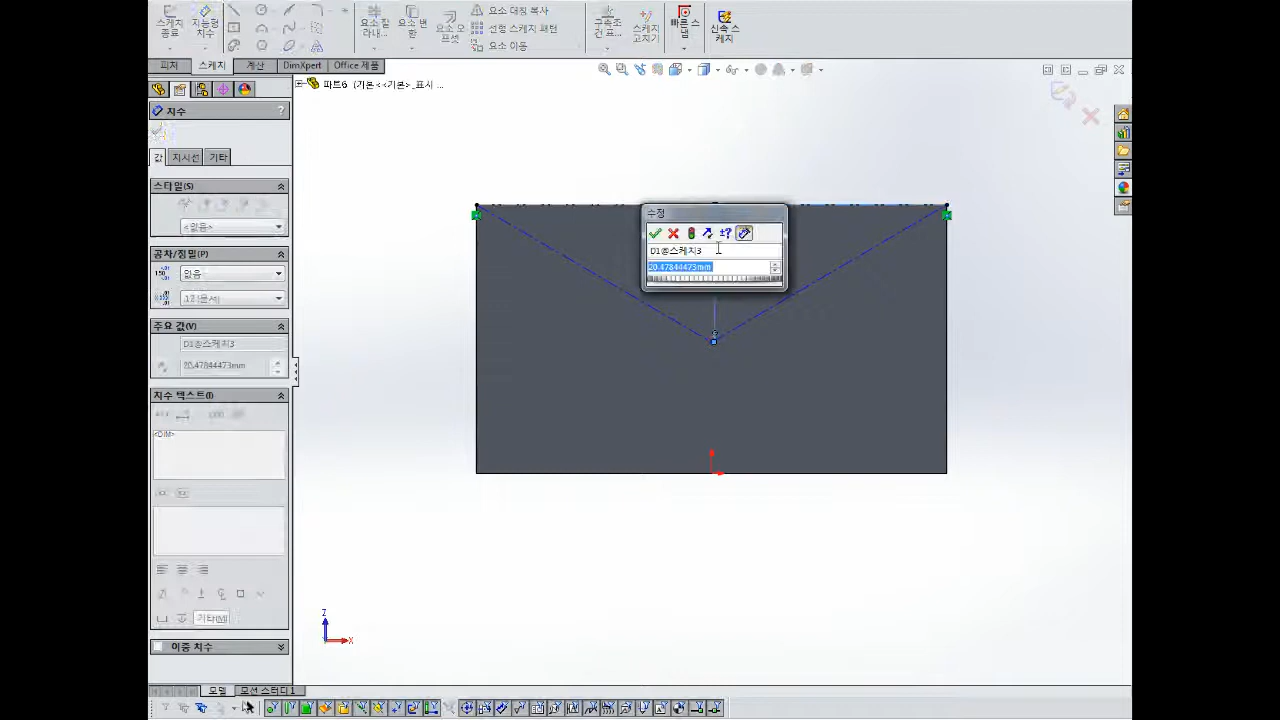 스케치 종료
지능형 치수
요소 잘라내...
요소 변환
요소 오프셋
요소 대칭 복사
선형 스케치 패턴
요소 이동
구속조건 표...
스케치 고치기
빠른 스냅
신속 스케치
피처 스케치 계산 DimXpert Office 제품
파트6 (기본<<기본>_표시 ...
치수 ?
값 지시선 기타
스타일(S)
<없음>
공차/정밀(P)
없음
.12 (문서)
주요 값(V)
D1@스케치3
20.47844473mm
치수 텍스트(I)
<DIM>
기타(M)
이중 치수
수정
D1@스케치3
20.47844473mm
Z
X
모델 모션 스터디 1